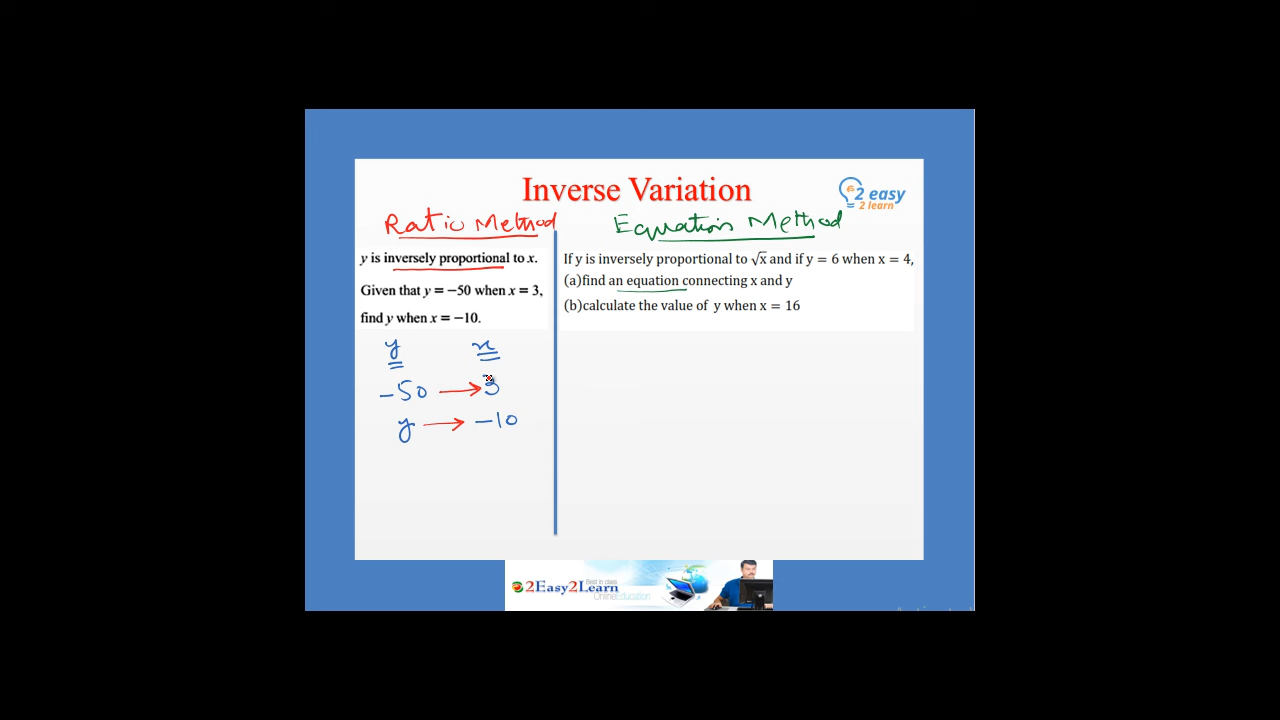 Inverse Variation
2 easy
2 learn
Ratio Method
Equation Method
y is inversely proportional to x.
Given that y = −50 when x = 3,
find y when x = −10.
If y is inversely proportional to √x and if y = 6 when x = 4,
(a)find an equation connecting x and y
(b)calculate the value of y when x = 16
y x
−50 → 3
y → −10
2Easy2Learn
Best in class
Online Education